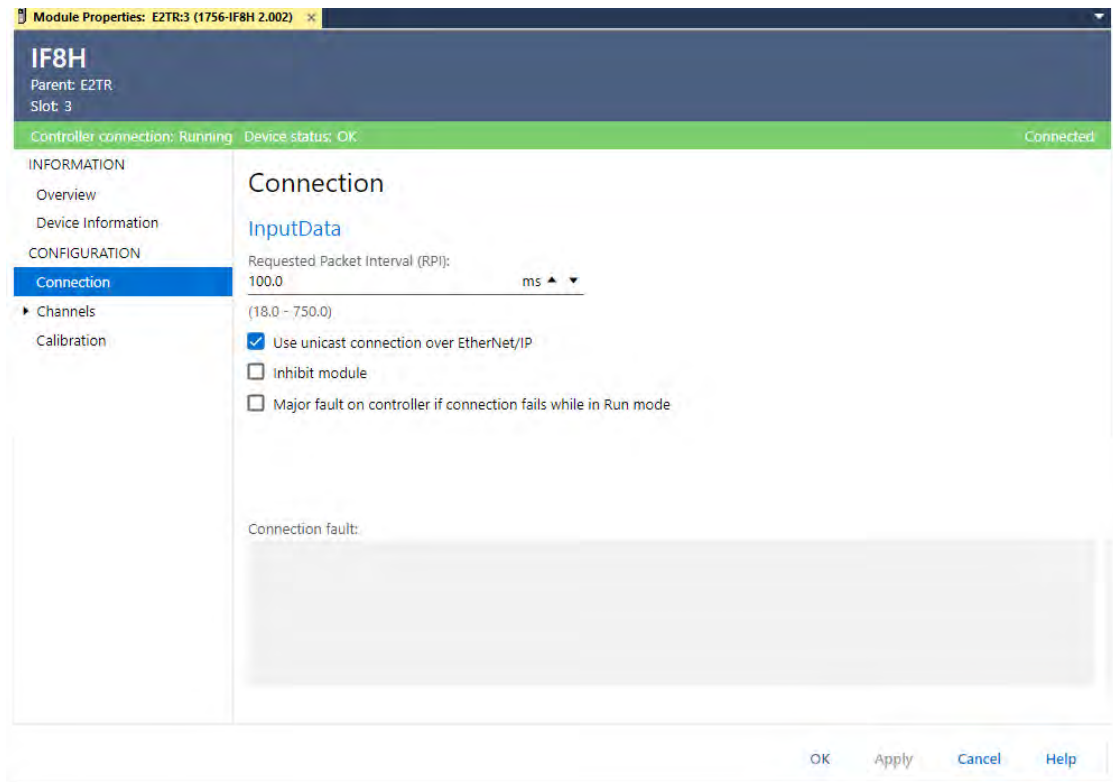 Module Properties: E2TR:3 (1756-IF8H 2.002) ×
IF8H
Parent: E2TR
Slot: 3
Controller connection: Running Device status: OK Connected
INFORMATION
Overview
Device Information
CONFIGURATION
Connection
Channels
Calibration
Connection
InputData
Requested Packet Interval (RPI):
100.0 ms
(18.0 - 750.0)
Use unicast connection over EtherNet/IP
Inhibit module
Major fault on controller if connection fails while in Run mode
Connection fault:
OK Apply Cancel Help